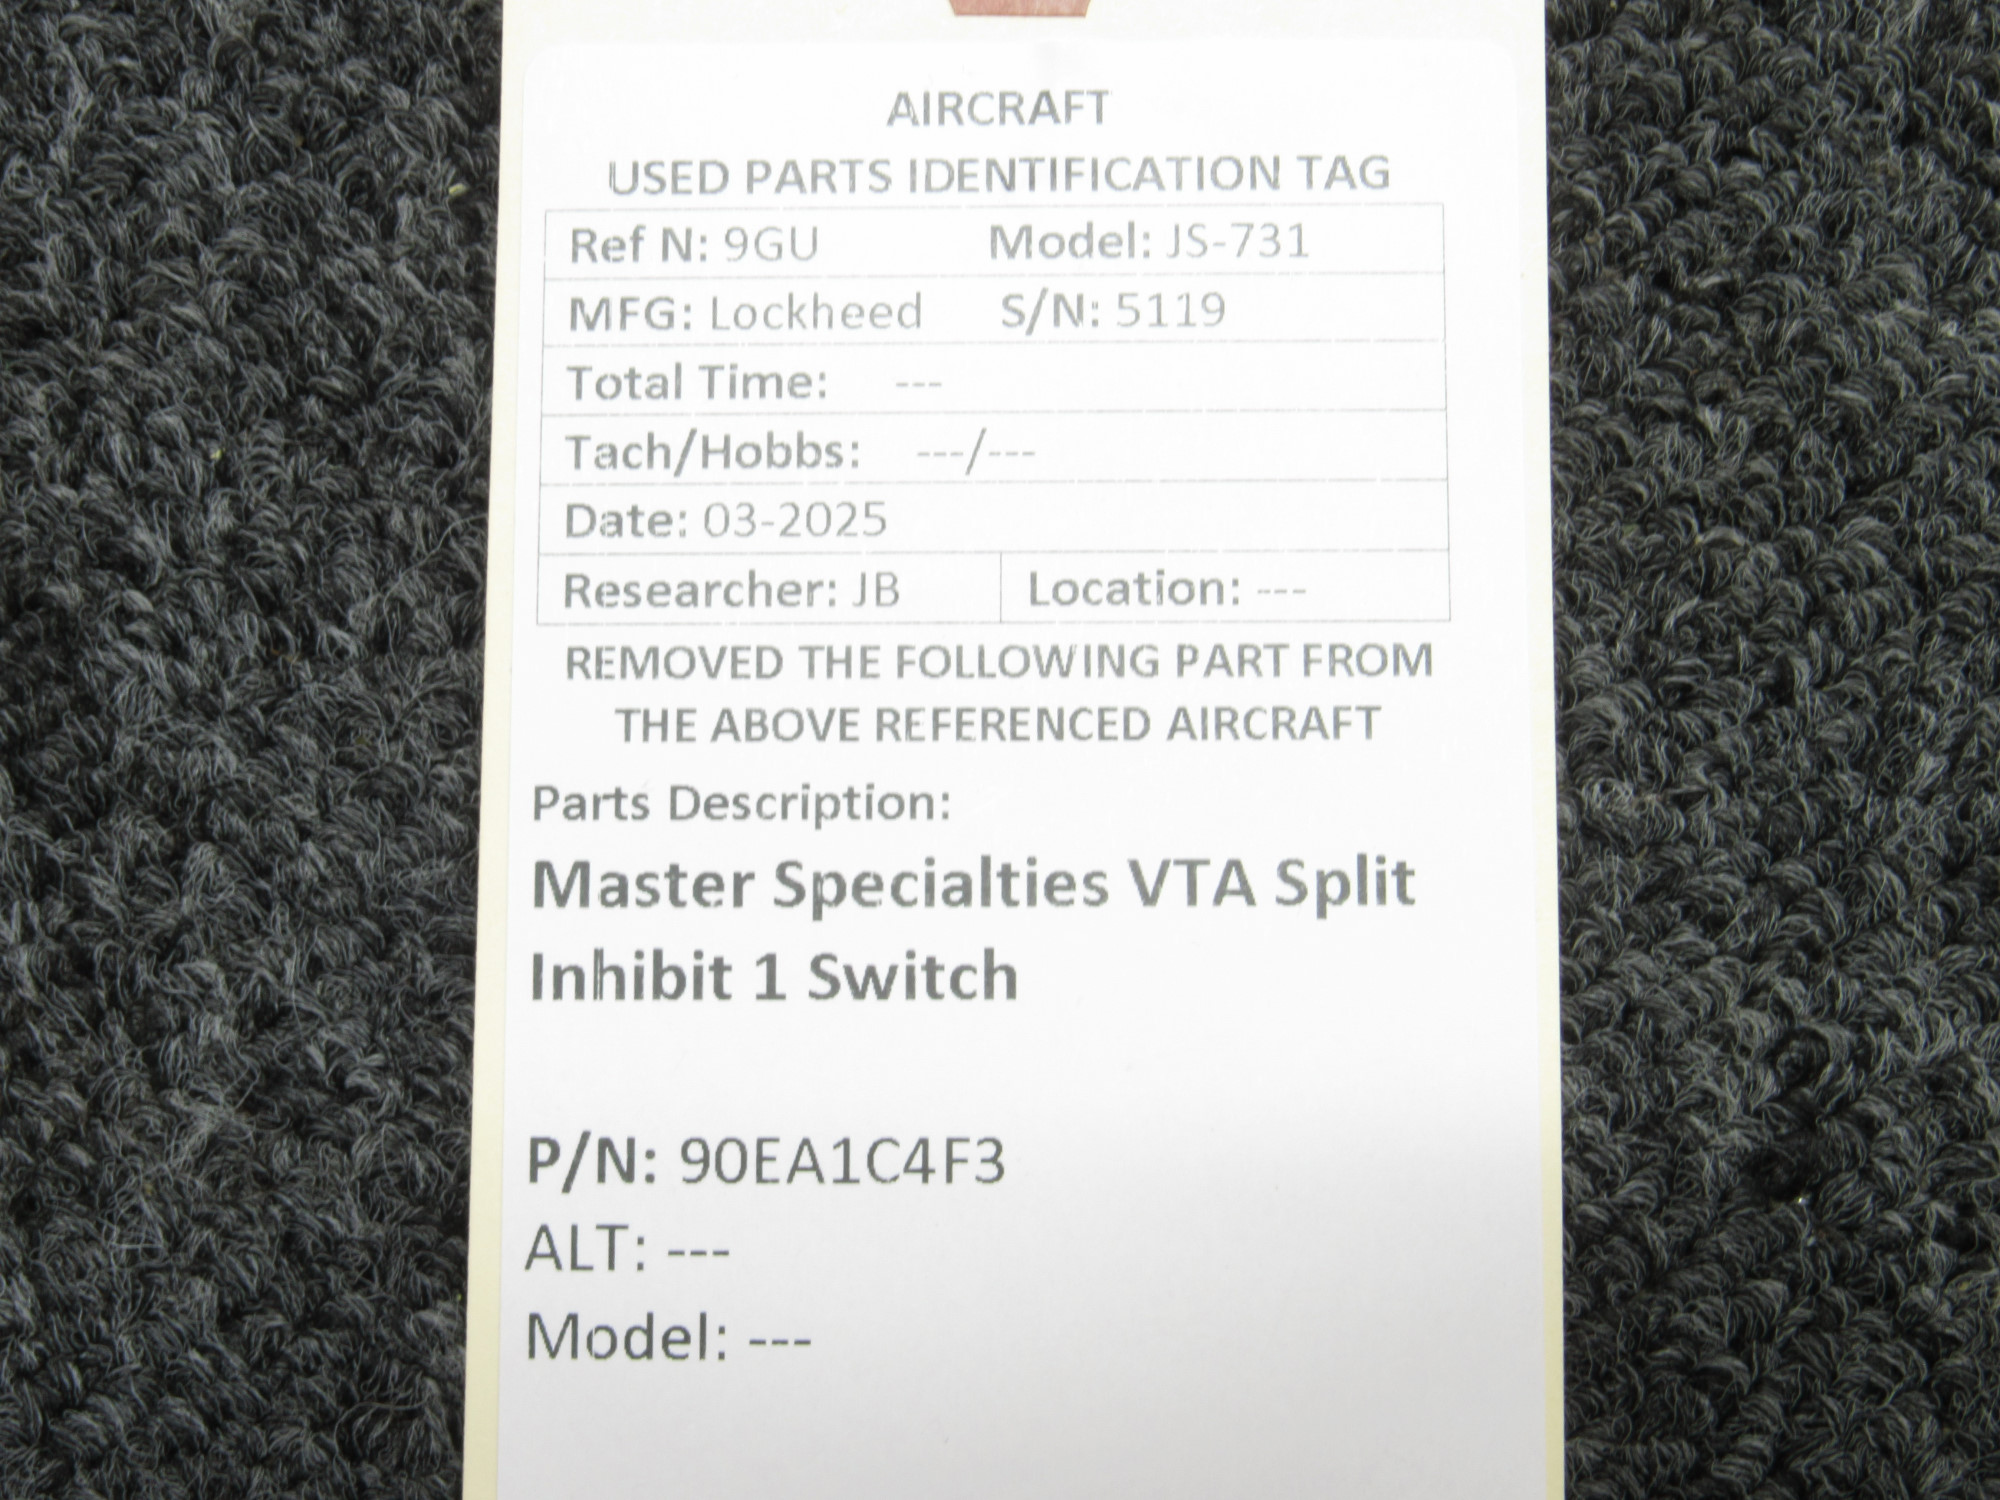 AIRCRAFT
USED PARTS IDENTIFICATION TAG
Ref N: 9GU Model: JS-731
MFG: Lockheed S/N: 5119
Total Time: ---
Tach/Hobbs: ---/---
Date: 03-2025
Researcher: JB Location: ---
REMOVED THE FOLLOWING PART FROM
THE ABOVE REFERENCED AIRCRAFT
Parts Description:
Master Specialties VTA Split
Inhibit 1 Switch
P/N: 90EA1C4F3
ALT: ---
Model: ---